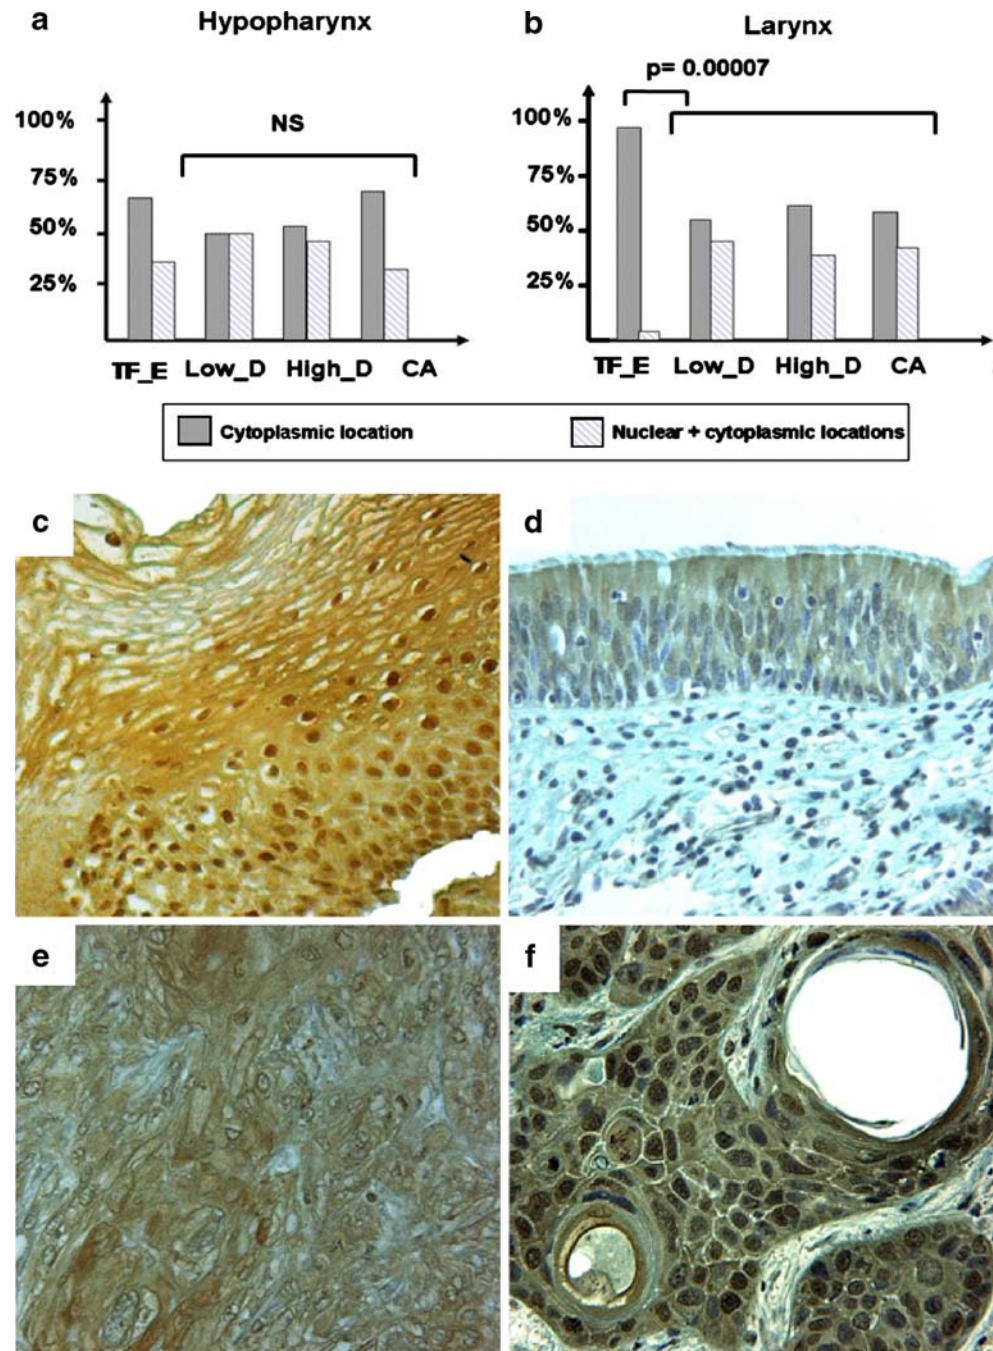 a Hypopharynx
100%
NS
75%
50%
25%
TF_E Low_D High_D CA
b Larynx
p= 0.00007
100%
75%
50%
25%
TF_E Low_D High_D CA
Cytoplasmic location Nuclear + cytoplasmic locations
c d
e f